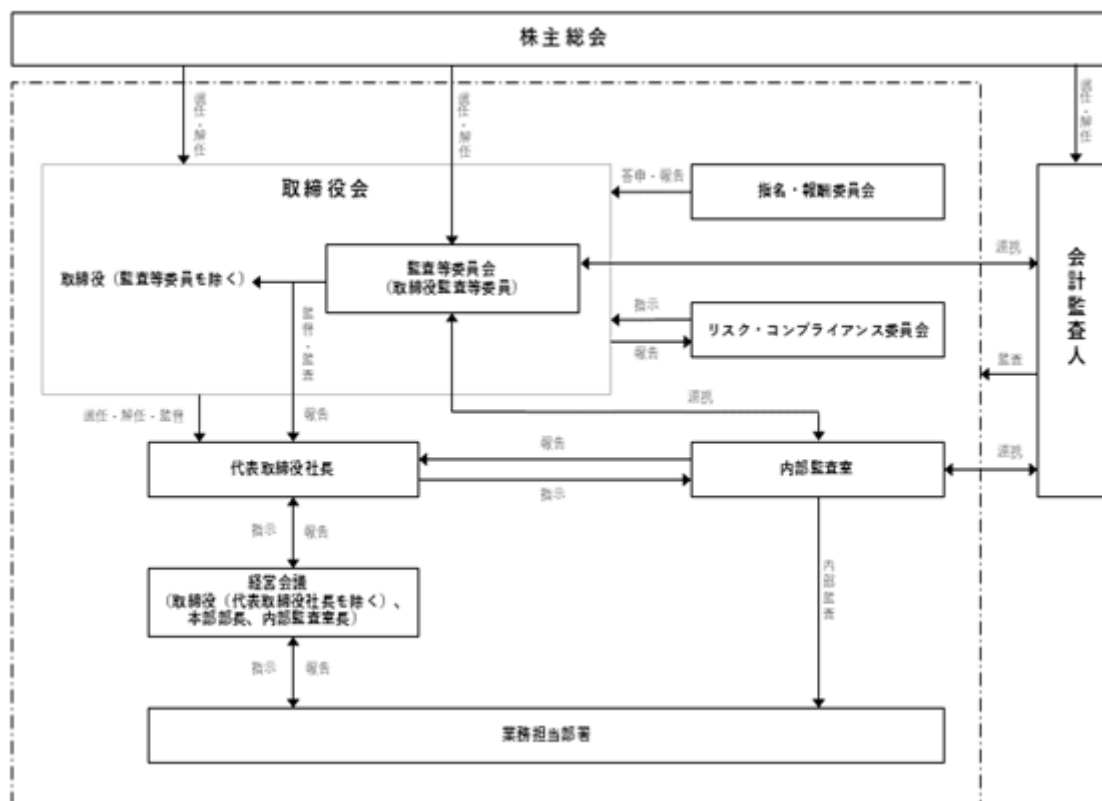 株主総会
選任・解任
選任・解任
選任・解任
取締役会
答申・報告
指名・報酬委員会
監査等委員会
(取締役監査等委員)
取締役(監査等委員を除く)
連携
会計監査人
指示
リスク・コンプライアンス委員会
報告
監督・監査
監査
連携
選任・解任・監督
報告
代表取締役社長
報告
指示
内部監査室
連携
指示
報告
経営会議
(取締役(代表取締役社長を除く)、
本部部長、内部監査室長)
内部監査
指示
報告
業務担当部署